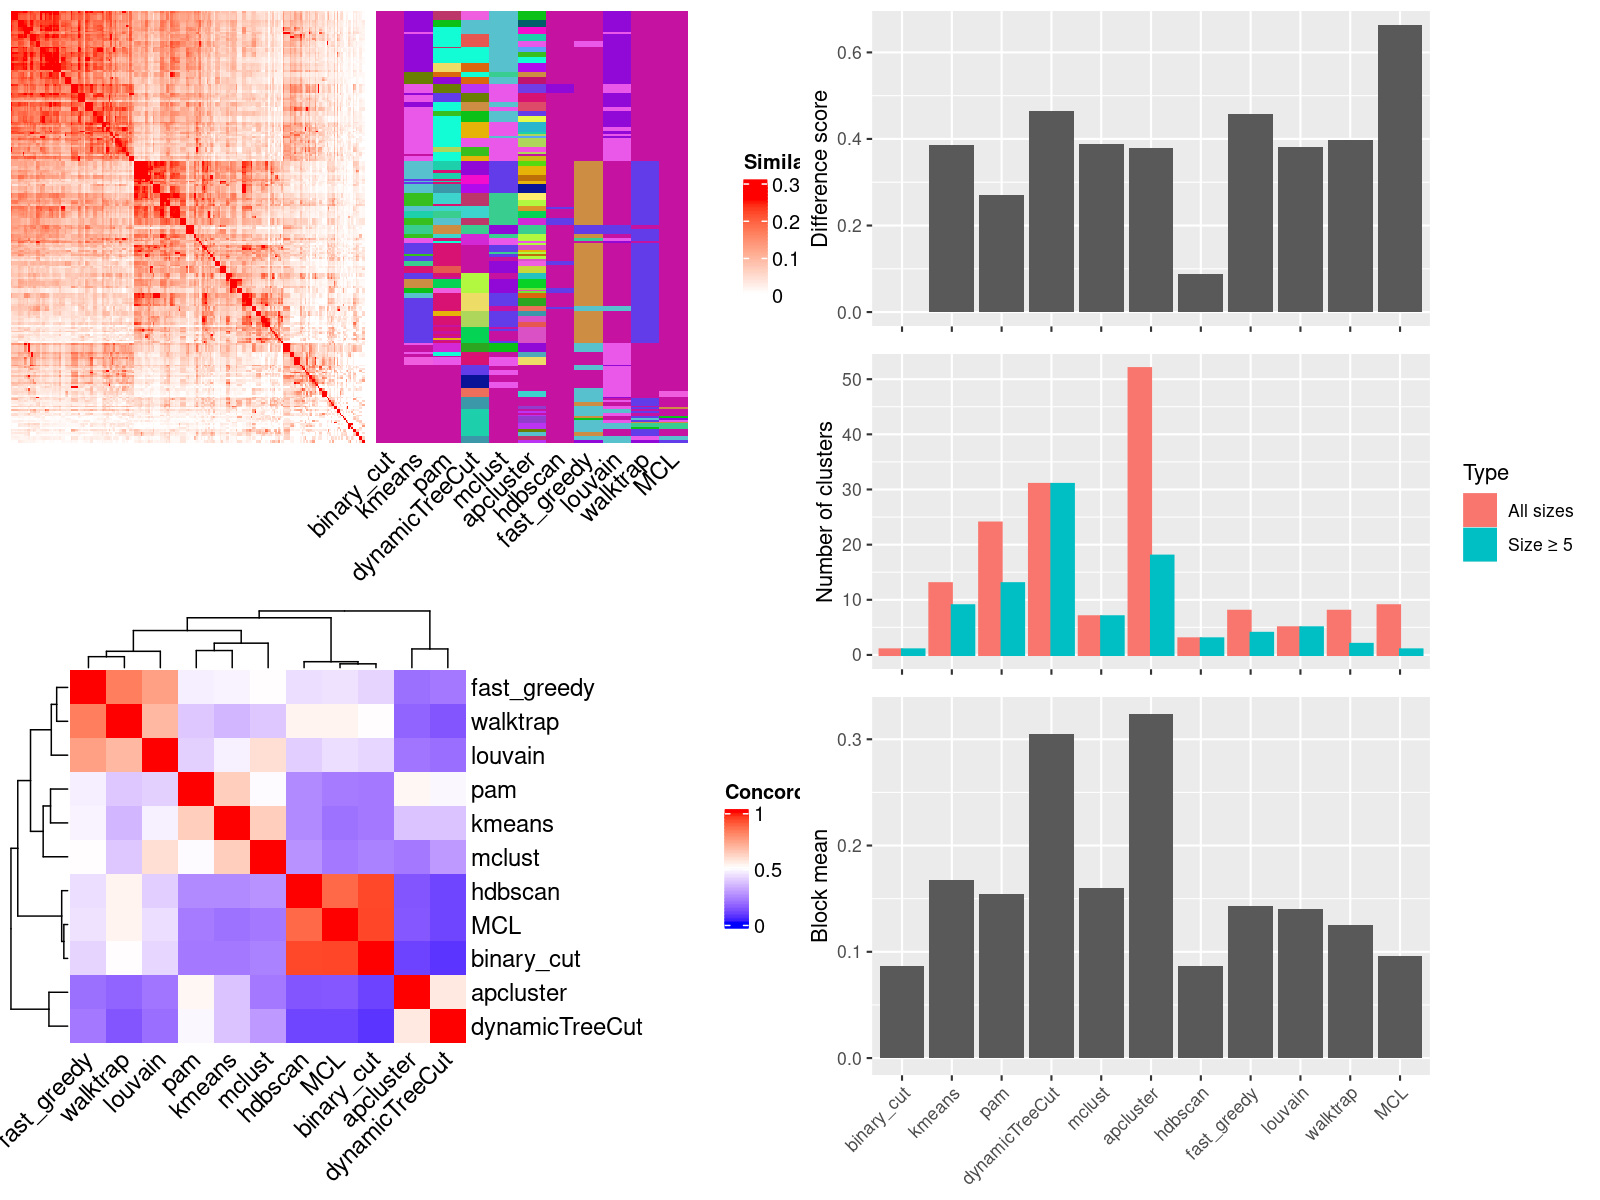 Simila
0.3
0.2
0.1
0
binary_cut
kmeans
pam
dynamicTreeCut
mclust
apcluster
hdbscan
fast_greedy
louvain
walktrap
MCL
fast_greedy
walktrap
louvain
pam
kmeans
mclust
hdbscan
MCL
binary_cut
apcluster
dynamicTreeCut
fast_greedy
walktrap
louvain
pam
kmeans
mclust
hdbscan
MCL
binary_cut
apcluster
dynamicTreeCut
Concord
1
0.5
0
Difference score
0.6
0.4
0.2
0.0
Number of clusters
50
40
30
20
10
0
Type
All sizes
Size ≥ 5
Block mean
0.3
0.2
0.1
0.0
binary_cut
kmeans
pam
dynamicTreeCut
mclust
apcluster
hdbscan
fast_greedy
louvain
walktrap
MCL